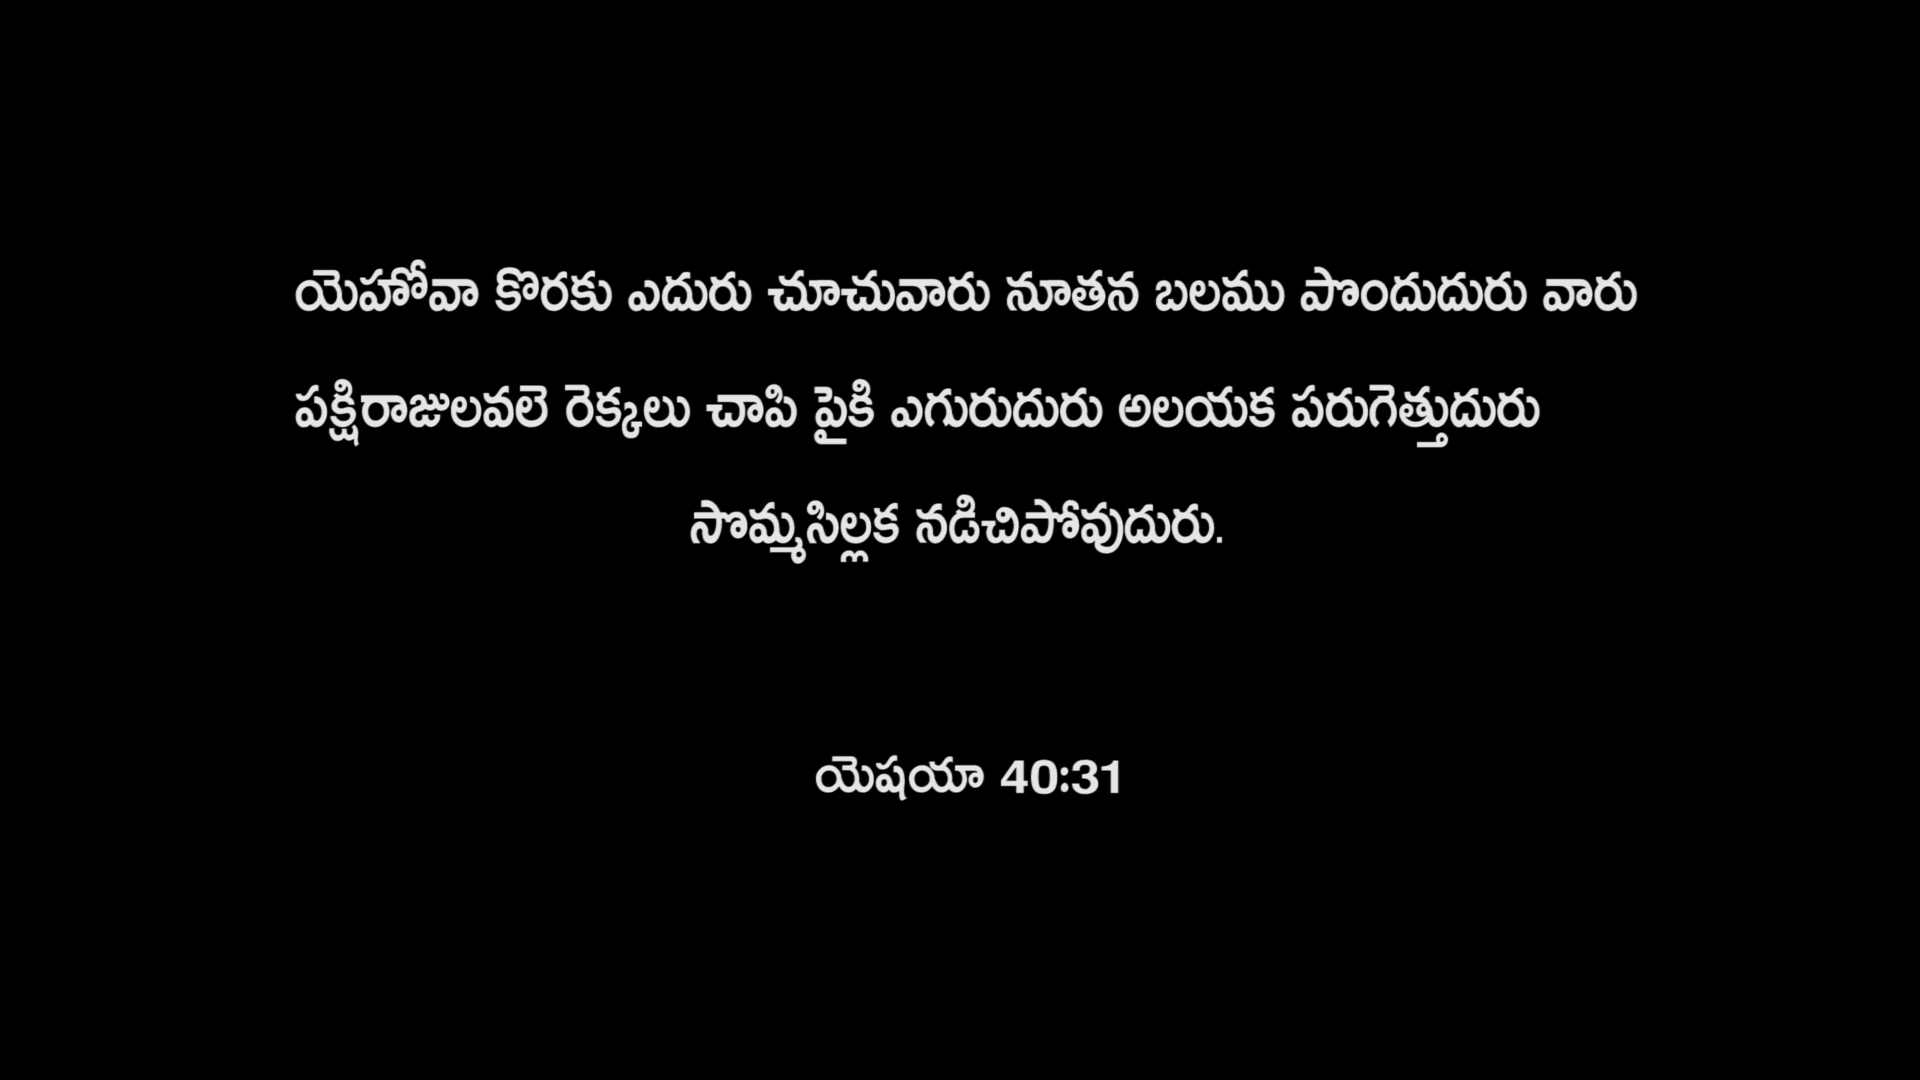 యెహోవా కొరకు ఎదురు చూచువారు నూతన బలము పొందుదురు వారు
పక్షిరాజులవలె రెక్కలు చాపి పైకి ఎగురుదురు అలయక పరుగెత్తుదురు
సొమ్మసిల్లక నడిచిపోవుదురు.
యెషయా 40:31